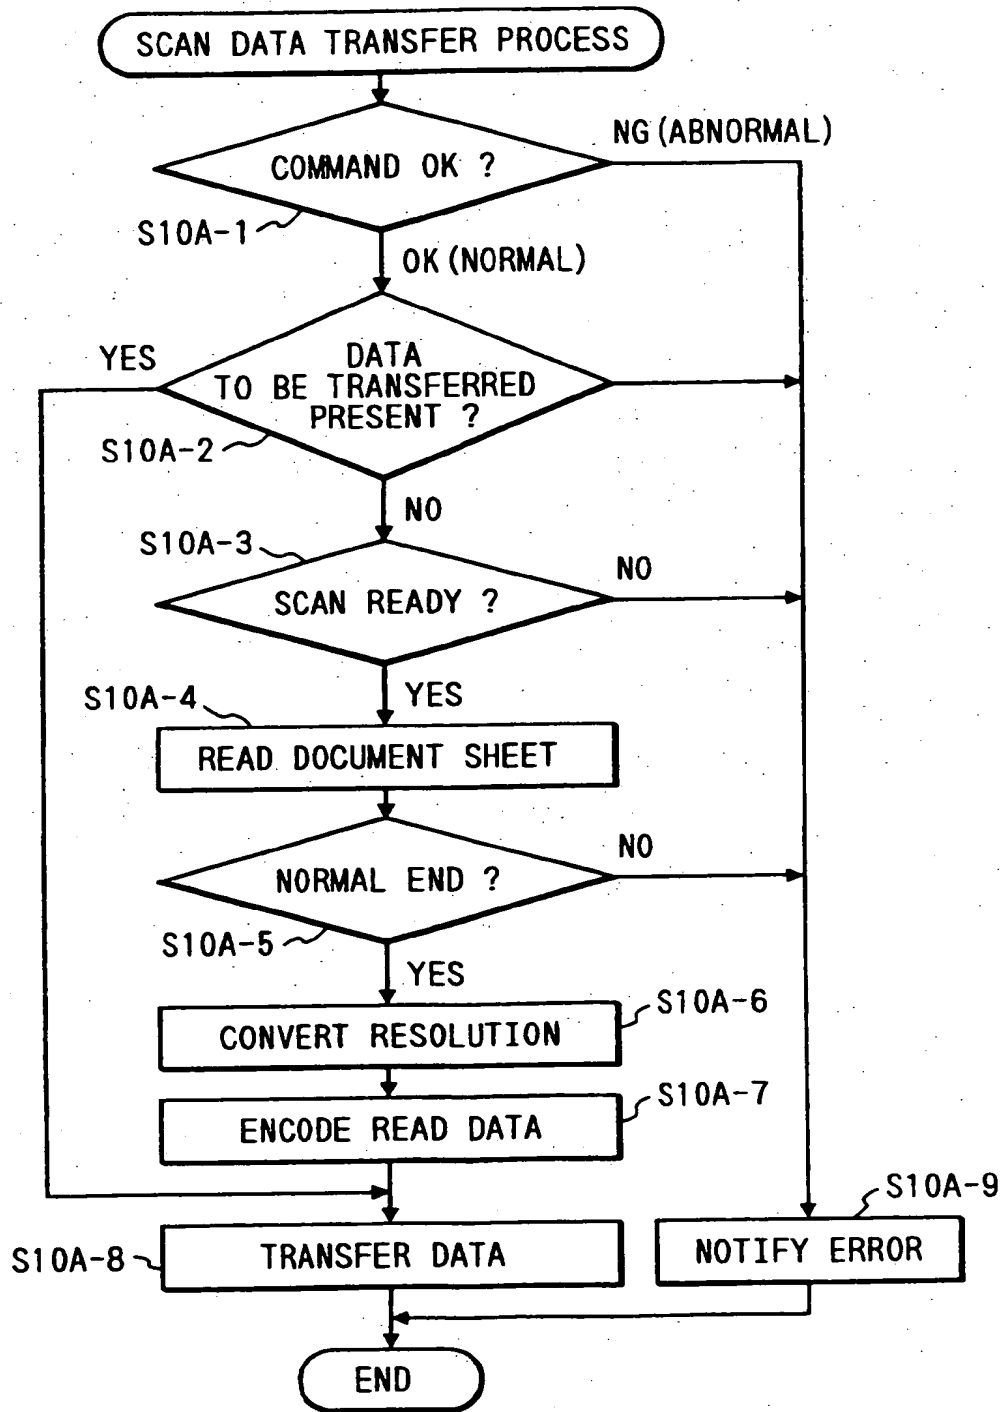 SCAN DATA TRANSFER PROCESS
NG (ABNORMAL)
COMMAND OK ?
S10A-1
OK (NORMAL)
YES
DATA
TO BE TRANSFERRED
PRESENT ?
S10A-2
NO
S10A-3
NO
SCAN READY ?
YES
S10A-4
READ DOCUMENT SHEET
NO
NORMAL END ?
S10A-5
YES
S10A-6
CONVERT RESOLUTION
S10A-7
ENCODE READ DATA
S10A-9
S10A-8
TRANSFER DATA
NOTIFY ERROR
END